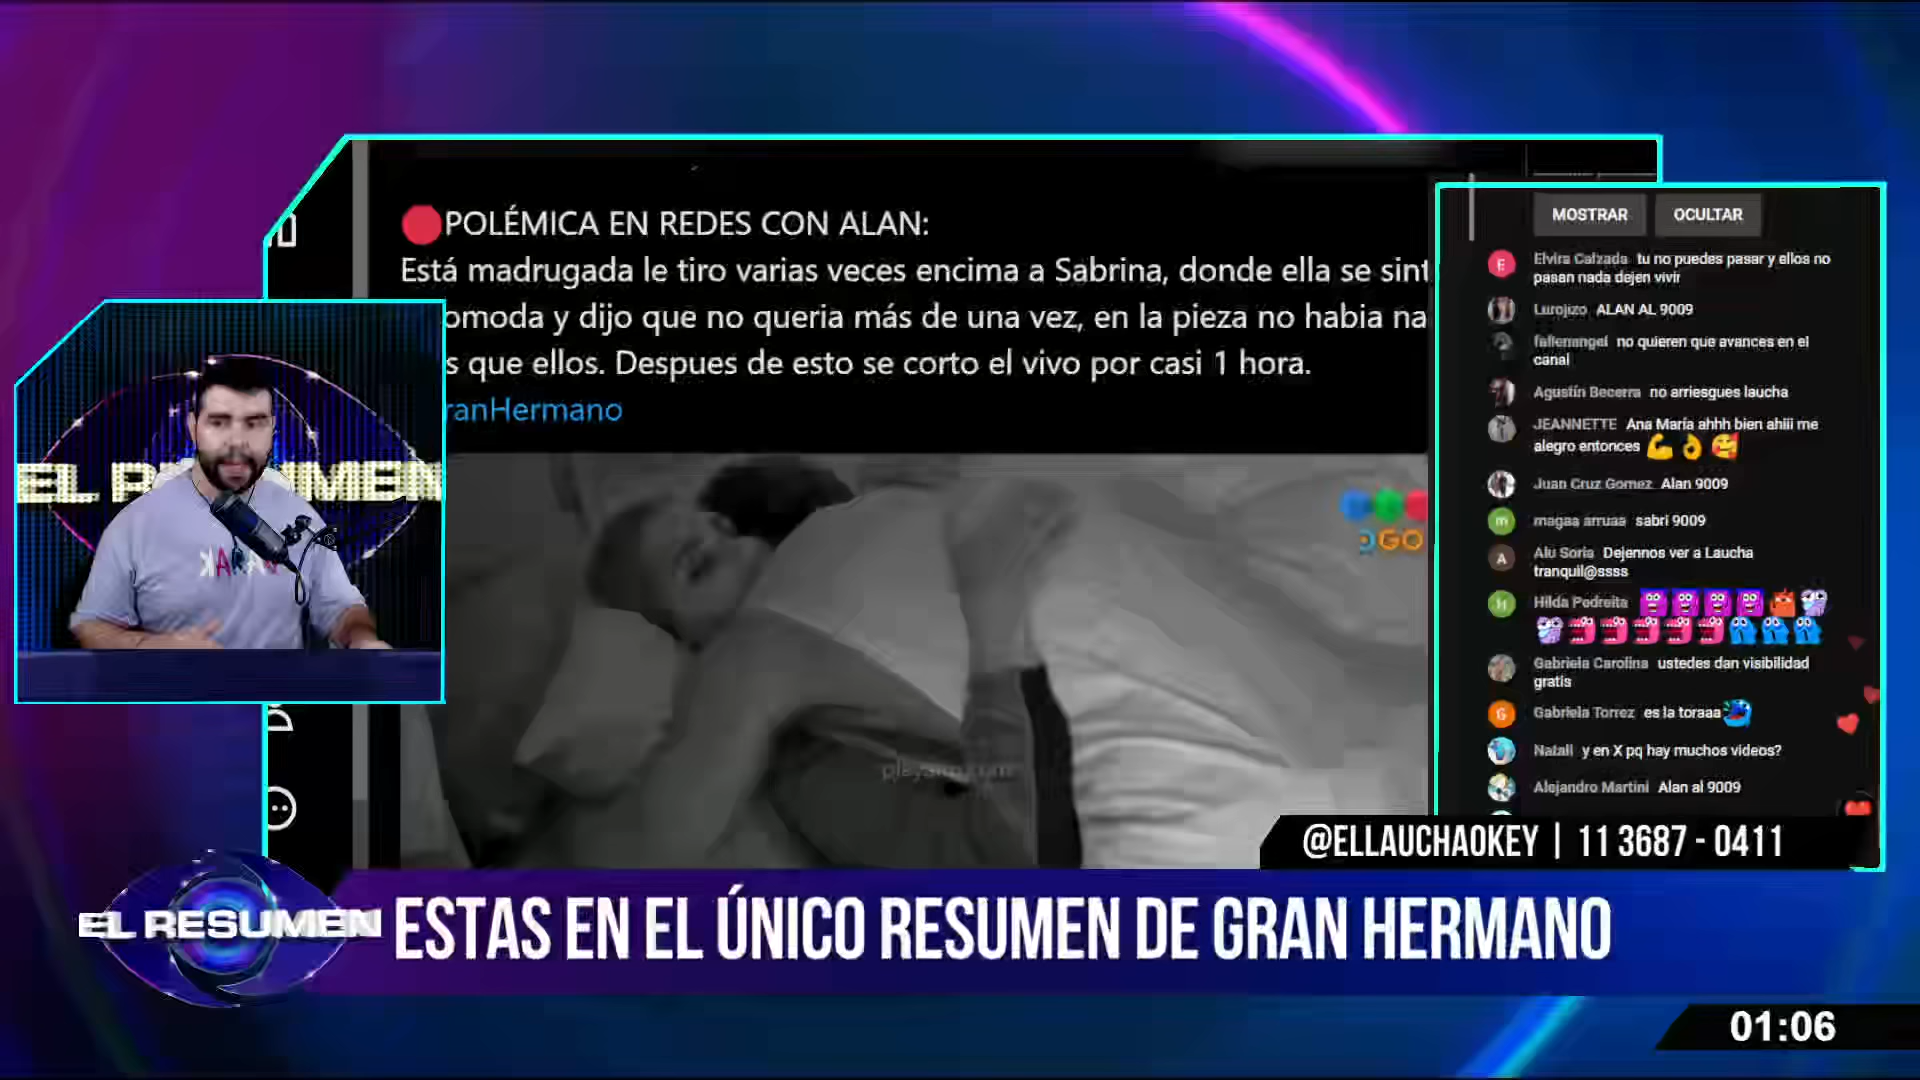 POLÉMICA EN REDES CON ALAN:
Está madrugada le tiro varias veces encima a Sabrina, donde ella se sint
omoda y dijo que no queria más de una vez, en la pieza no habia na
s que ellos. Despues de esto se corto el vivo por casi 1 hora.
ranHermano
DGO
MOSTRAR OCULTAR
Elvira Calzada tu no puedes pasar y ellos no
pasan nada dejen vivir
Lurojizo ALAN AL 9009
fallenangel no quieren que avances en el
canal
Agustín Becerra no arriesgues laucha
JEANNETTE Ana María ahhh bien ahiii me
alegro entonces 💪👌🥰
Juan Cruz Gomez Alan 9009
magaa arruaa sabri 9009
Alu Soria Dejennos ver a Laucha
tranquil@ssss
Hilda Pedreita
Gabriela Carolina ustedes dan visibilidad
gratis
Gabriela Torrez es la toraaa
Natali y en X pq hay muchos videos?
Alejandro Martini Alan al 9009
EL RESUMEN
@ELLAUCHAOKEY | 11 3687 - 0411
EL RESUMEN
ESTAS EN EL ÚNICO RESUMEN DE GRAN HERMANO
01:06